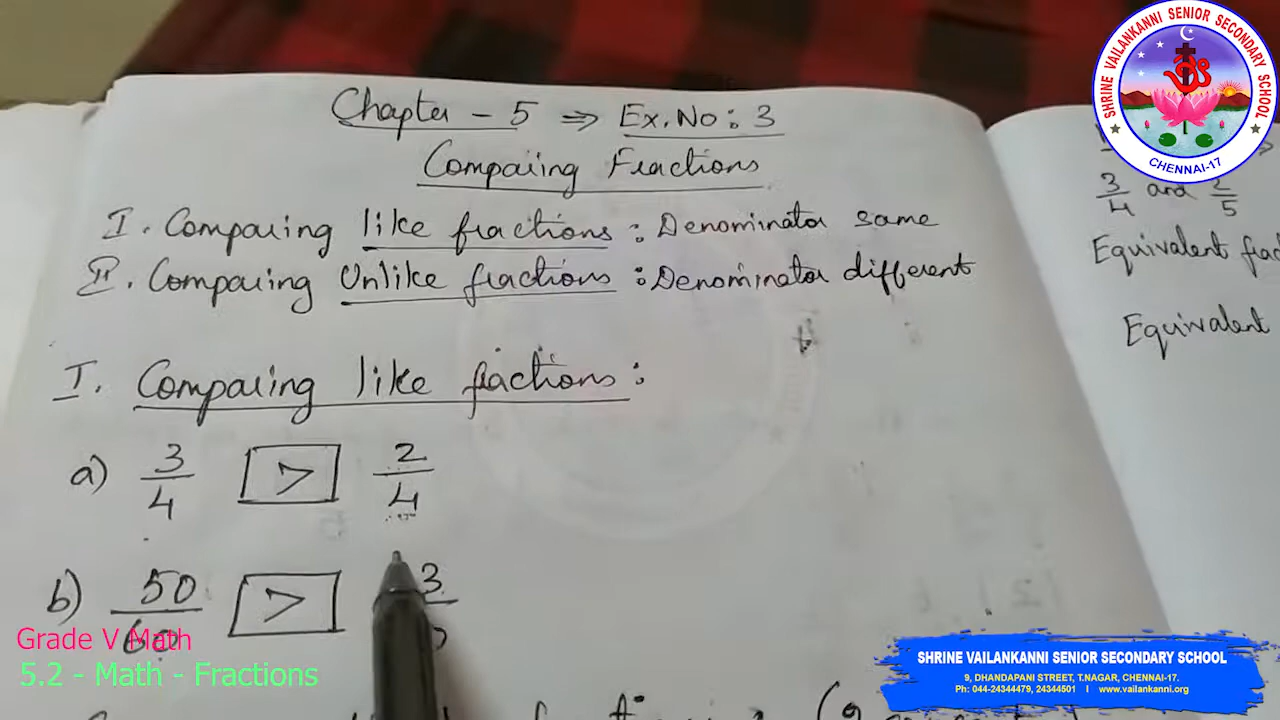 Chapter - 5 ⇒ Ex.No: 3
Comparing Fractions
I. Comparing like fractions: Denominator same
II. Comparing Unlike fractions: Denominator different
I. Comparing like fractions:
a) 3/4 > 2/4
b) 50/60 > 3
3/4 and 2/5
Equivalent
Equivalent
SHRINE VAILANKANNI SENIOR SECONDARY SCHOOL
CHENNAI-17
Grade V Math
5.2 - Math - Fractions
SHRINE VAILANKANNI SENIOR SECONDARY SCHOOL
9, DHANDAPANI STREET, T.NAGAR, CHENNAI-17.
Ph: 044-24344479, 24344501 I www.vailankanni.org